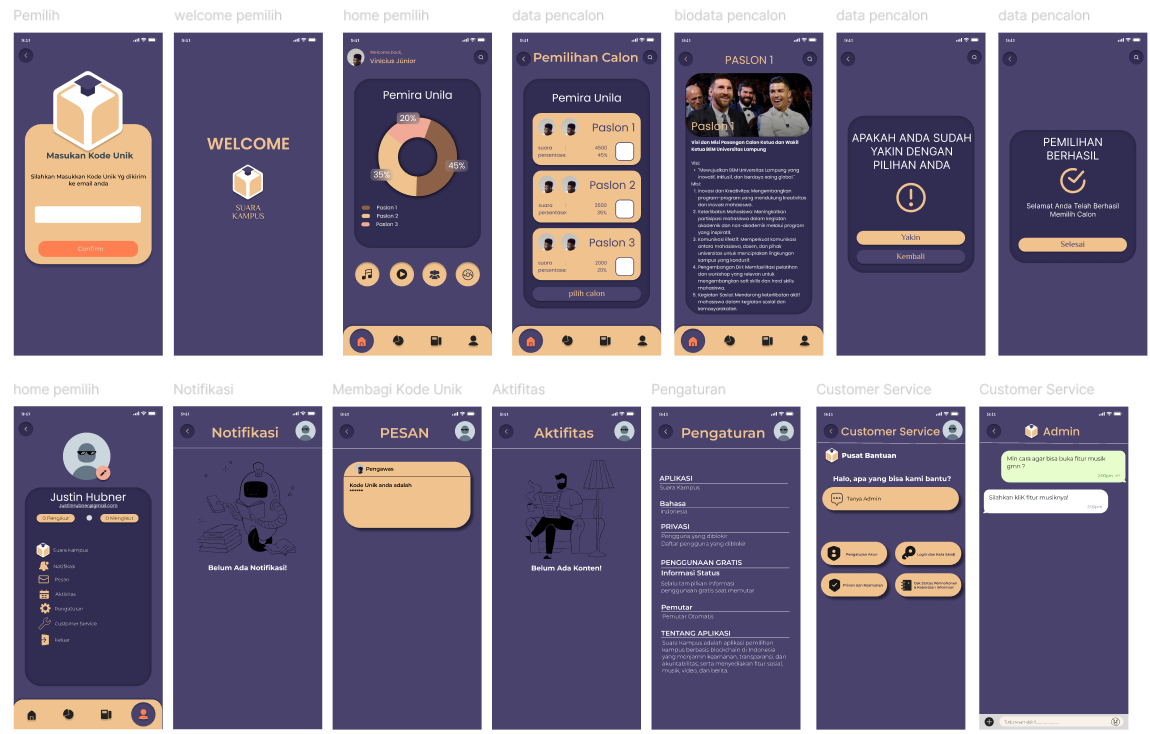 Pemilih
9:41
Masukan Kode Unik
Silahkan Masukkan Kode Unik Yg dikirim
ke email anda
Confirm
welcome pemilih
9:41
WELCOME
SUARA
KAMPUS
home pemilih
9:41
Welcome back,
Vinícius Júnior
Pemira Unila
20%
45%
35%
Paslon 1
Paslon 2
Paslon 3
data pencalon
9:41
Pemilihan Calon
Pemira Unila
Paslon 1
suara : 4500
persentase: 45%
Paslon 2
suara : 3500
persentase: 35%
Paslon 3
suara : 2000
persentase: 20%
pilih calon
biodata pencalon
9:41
PASLON 1
Paslon 1
Visi dan Misi Pasangan Calon Ketua dan Wakil
Ketua BEM Universitas Lampung
Visi:
• "Mewujudkan BEM Universitas Lampung yang
inovatif, inklusif, dan berdaya saing global."
Misi:
1. Inovasi dan Kreativitas: Mengembangkan
program-program yang mendukung kreativitas
dan inovasi mahasiswa.
2. Keterlibatan Mahasiswa: Meningkatkan
partisipasi mahasiswa dalam kegiatan
akademik dan non-akademik melalui program
yang inspiratif.
3. Komunikasi Efektif: Memperkuat komunikasi
antara mahasiswa, dosen, dan pihak
universitas untuk menciptakan lingkungan
kampus yang kondusif.
4. Pengembangan Diri: Memfasilitasi pelatihan
dan workshop yang relevan untuk
mengembangkan soft skills dan hard skills
mahasiswa.
5. Kegiatan Sosial: Mendorong keterlibatan aktif
mahasiswa dalam kegiatan sosial dan
kemasyarakatan
data pencalon
9:41
APAKAH ANDA SUDAH
YAKIN DENGAN
PILIHAN ANDA
Yakin
Kembali
data pencalon
9:41
PEMILIHAN
BERHASIL
Selamat Anda Telah Berhasil
Memilih Calon
Selesai
home pemilih
9:41
Justin Hubner
0 Pengikut
0 Mengikuti
Suara kampus
Notifikasi
Pesan
Aktifitas
Pengaturan
Customer Service
Keluar
Notifikasi
9:41
Notifikasi
Belum Ada Notifikasi!
Membagi Kode Unik
9:41
PESAN
Pengawas
Kode Unik anda adalah
******
Aktifitas
9:41
Aktifitas
Belum Ada Konten!
Pengaturan
9:41
Pengaturan
APLIKASI
Suara Kampus
Bahasa
Indonesia
PRIVASI
Pengguna yang diblokir
Daftar pengguna yang diblokir
PENGGUNAAN GRATIS
Informasi Status
Selalu tampilkan informasi
penggunaan gratis saat memutar
Pemutar
Pemutar Otomatis
TENTANG APLIKASI
Suara Kampus adalah aplikasi pemilihan
kampus berbasis blockchain di Indonesia
yang menjamin keamanan, transparansi, dan
akuntabilitas, serta menyediakan fitur sosial,
musik, video, dan berita.
Customer Service
9:41
Customer Service
Pusat Bantuan
Halo, apa yang bisa kami bantu?
Tanya Admin
Pengaturan Akun
Login dan Kata Sandi
Privasi dan Keamanan
Customer Service
9:41
Admin
Min cara agar bisa buka fitur musik
gmn ?
2:00pm
Silahkan klik fitur musiknya!
2:00pm